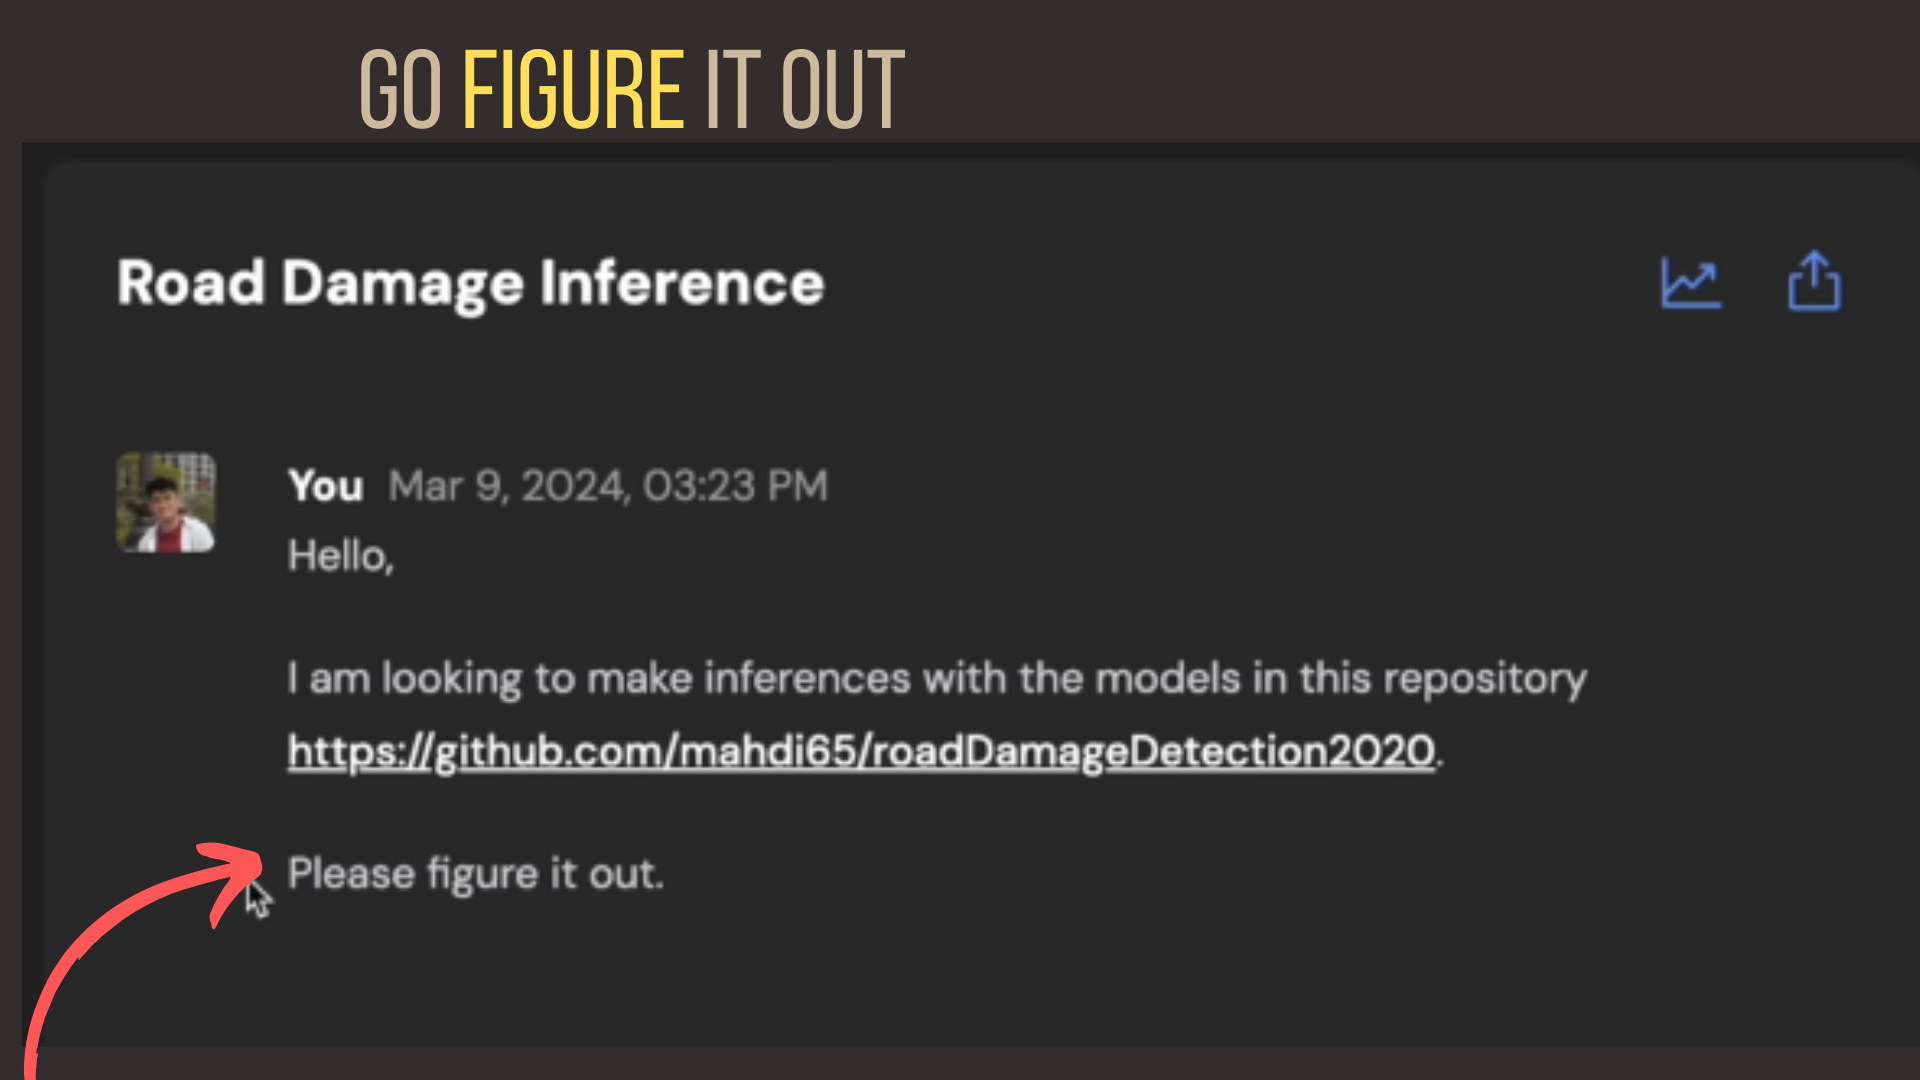 GO FIGURE IT OUT
Road Damage Inference
You Mar 9, 2024, 03:23 PM
Hello,
I am looking to make inferences with the models in this repository
https://github.com/mahdi65/roadDamageDetection2020.
Please figure it out.